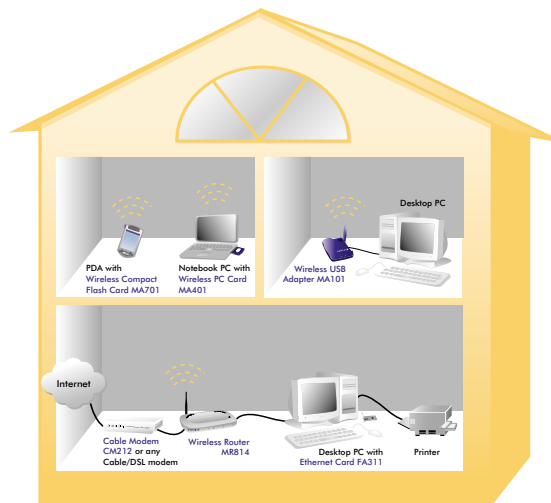 Desktop PC
PDA with
Wireless Compact
Flash Card MA701
Notebook PC with
Wireless PC Card
MA401
Wireless USB
Adapter MA101
Internet
Cable Modem
CM212 or any
Cable/DSL modem
Wireless Router
MR814
Desktop PC with
Ethernet Card FA311
Printer